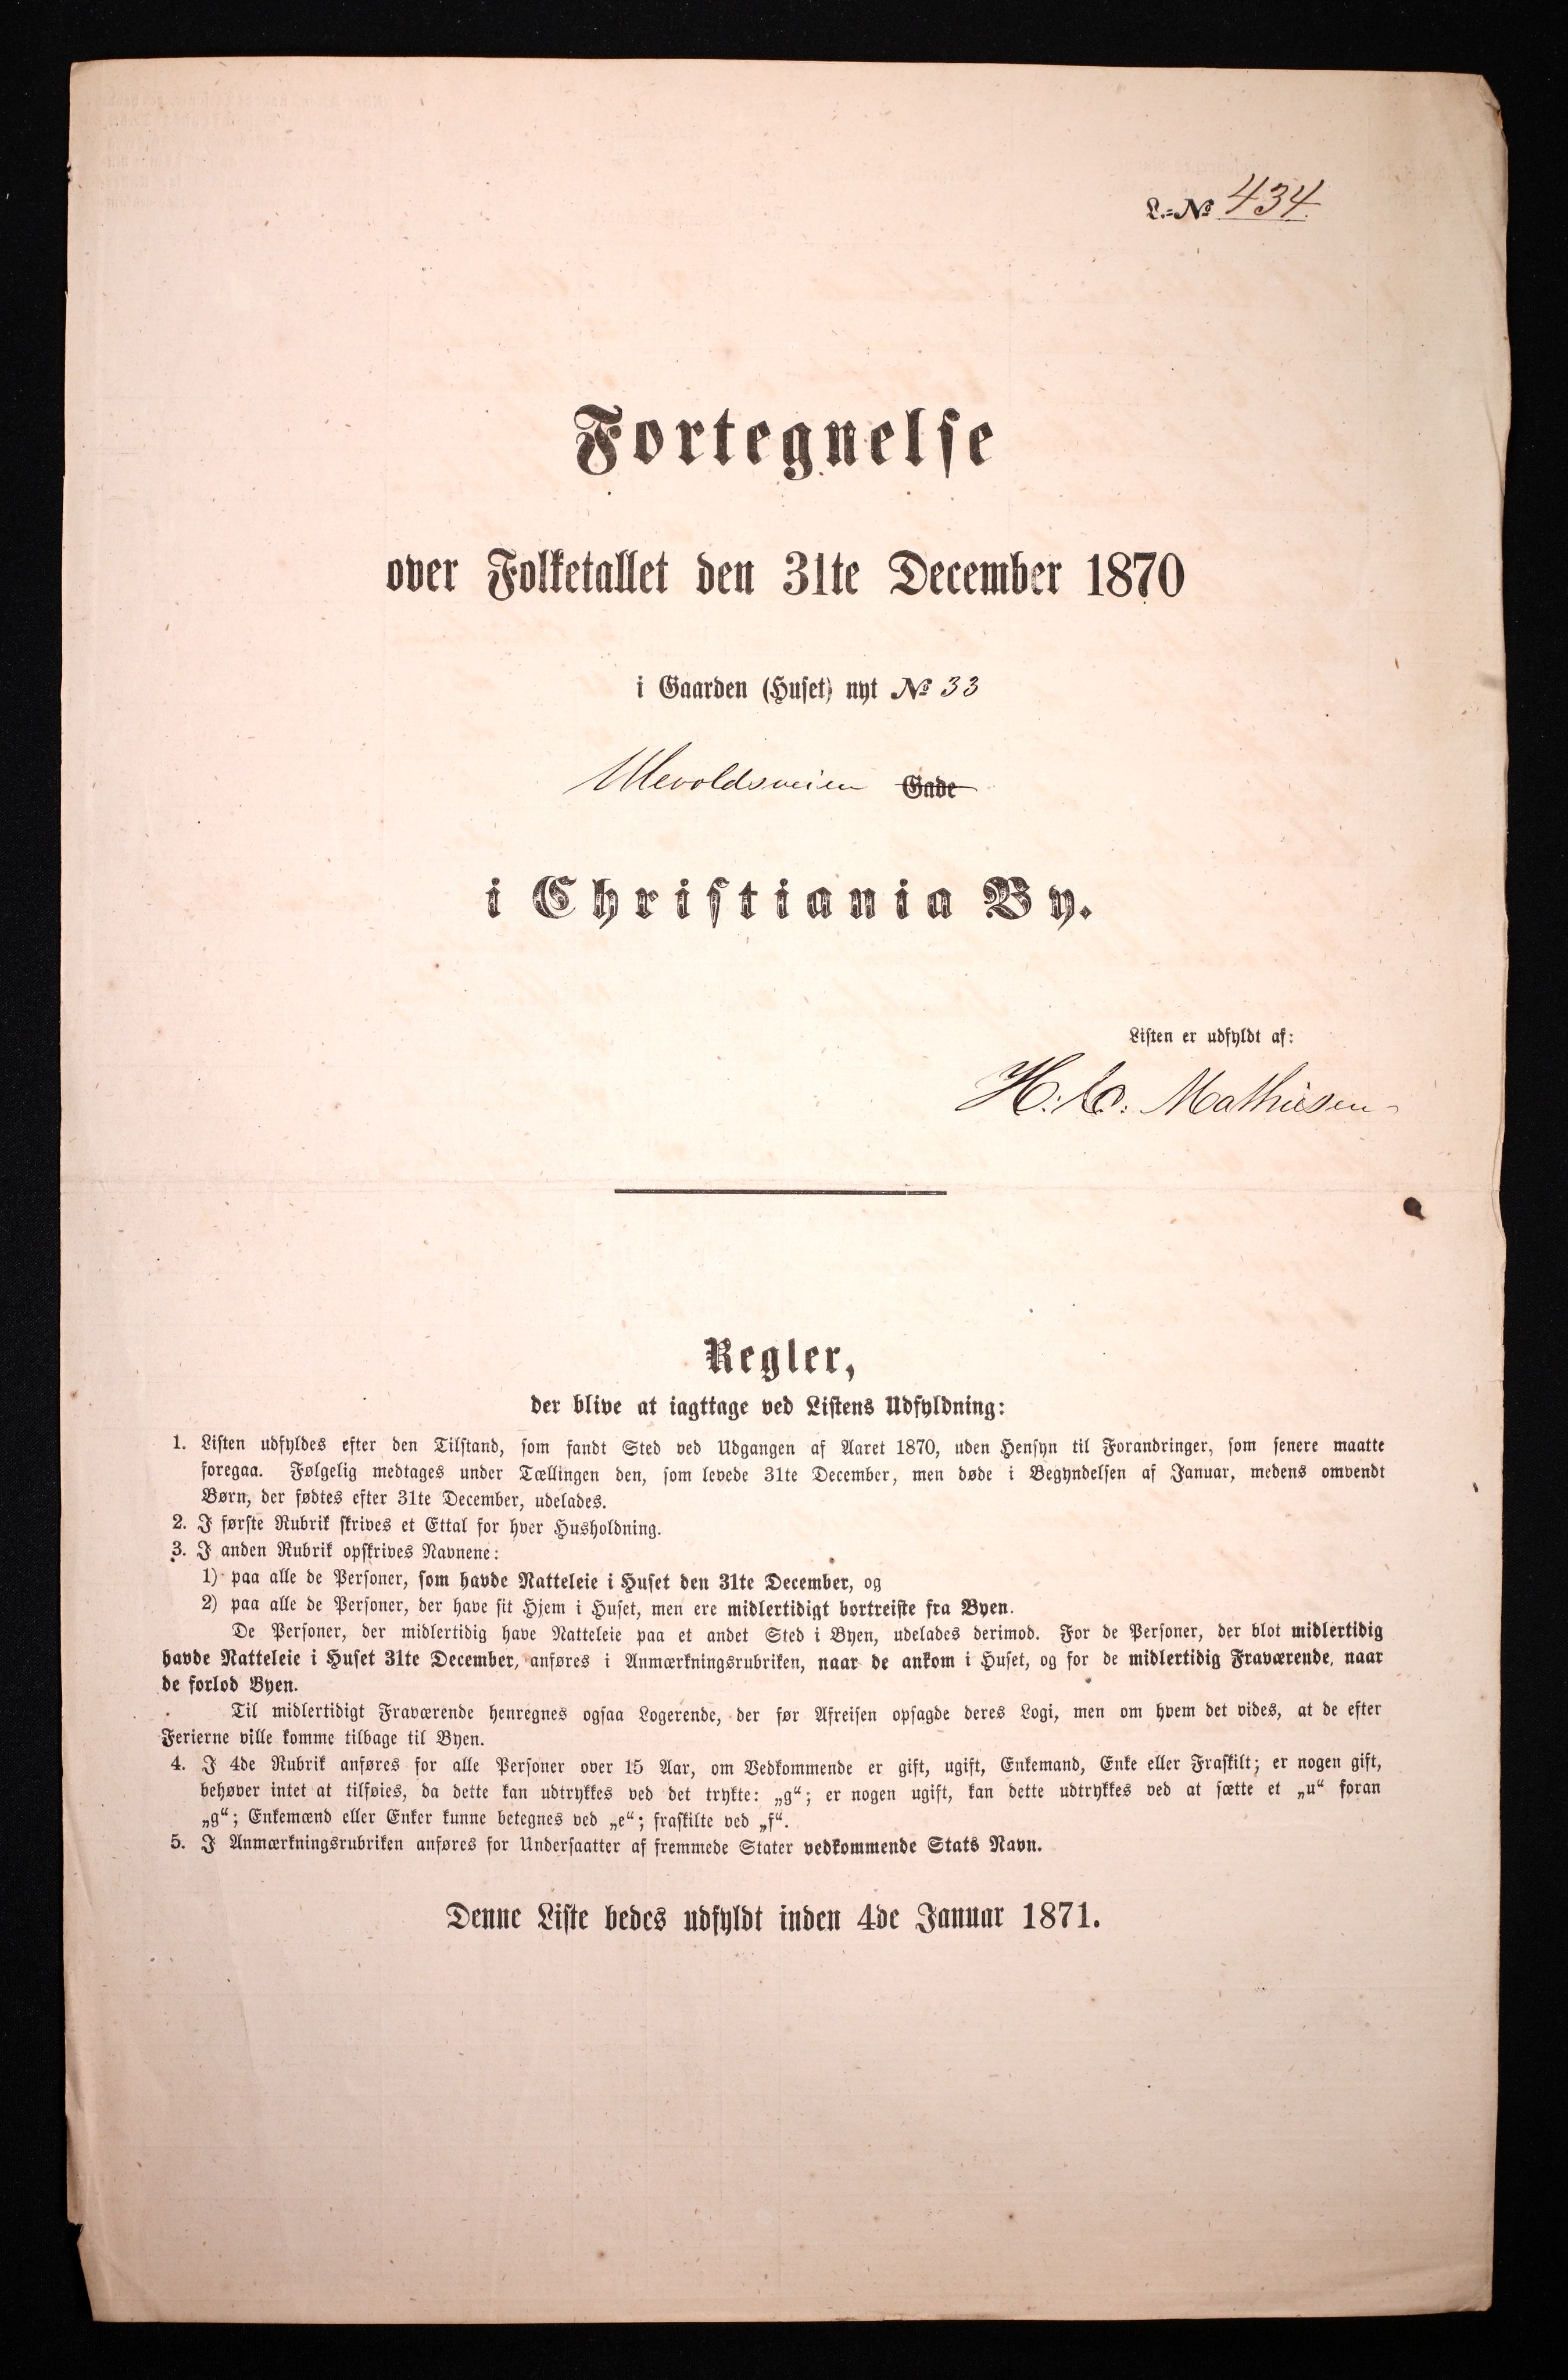 L.=No 434.
Fortegnelse
over Folketallet den 31te December 1870
i Gaarden (Huset) nyt No 33
Ullevoldsveien Gade
i Christiania By.
Listen er udfyldt af:
H. C. Mathiesen
Regler,
der blive at iagttage ved Listens Udfyldning:
1. Listen udfyldes efter den Tilstand, som fandt Sted ved Udgangen af Aaret 1870, uden Hensyn til Forandringer, som senere maatte
foregaa. Følgelig medtages under Tællingen den, som levede 31te December, men døde i Begyndelsen af Januar, medens omvendt
Børn, der fødtes efter 31te December, udelades.
2. I første Rubrik skrives et Ettal for hver Husholdning.
3. I anden Rubrik opskrives Navnene:
1) paa alle de Personer, som havde Natteleie i Huset den 31te December, og
2) paa alle de Personer, der have sit Hjem i Huset, men ere midlertidigt bortreiste fra Byen.
De Personer, der midlertidig have Natteleie paa et andet Sted i Byen, udelades derimod. For de Personer, der blot midlertidig
havde Natteleie i Huset 31te December, anføres i Anmærkningsrubriken, naar de ankom i Huset, og for de midlertidig Fraværende, naar
de forlod Byen.
Til midlertidigt Fraværende henregnes ogsaa Logerende, der før Afreisen opsagde deres Logi, men om hvem det vides, at de efter
Ferierne ville komme tilbage til Byen.
4. I 4de Rubrik anføres for alle Personer over 15 Aar, om Vedkommende er gift, ugift, Enkemand, Enke eller Fraskilt; er nogen gift,
behøver intet at tilføies, da dette kan udtrykkes ved det trykte: „g“; er nogen ugift, kan dette udtrykkes ved at sætte et „u“ foran
„g“; Enkemænd eller Enker kunne betegnes ved „e“; fraskilte ved „f“.
5. I Anmærkningsrubriken anføres for Undersaatter af fremmede Stater vedkommende Stats Navn.
Denne Liste bedes udfyldt inden 4de Januar 1871.